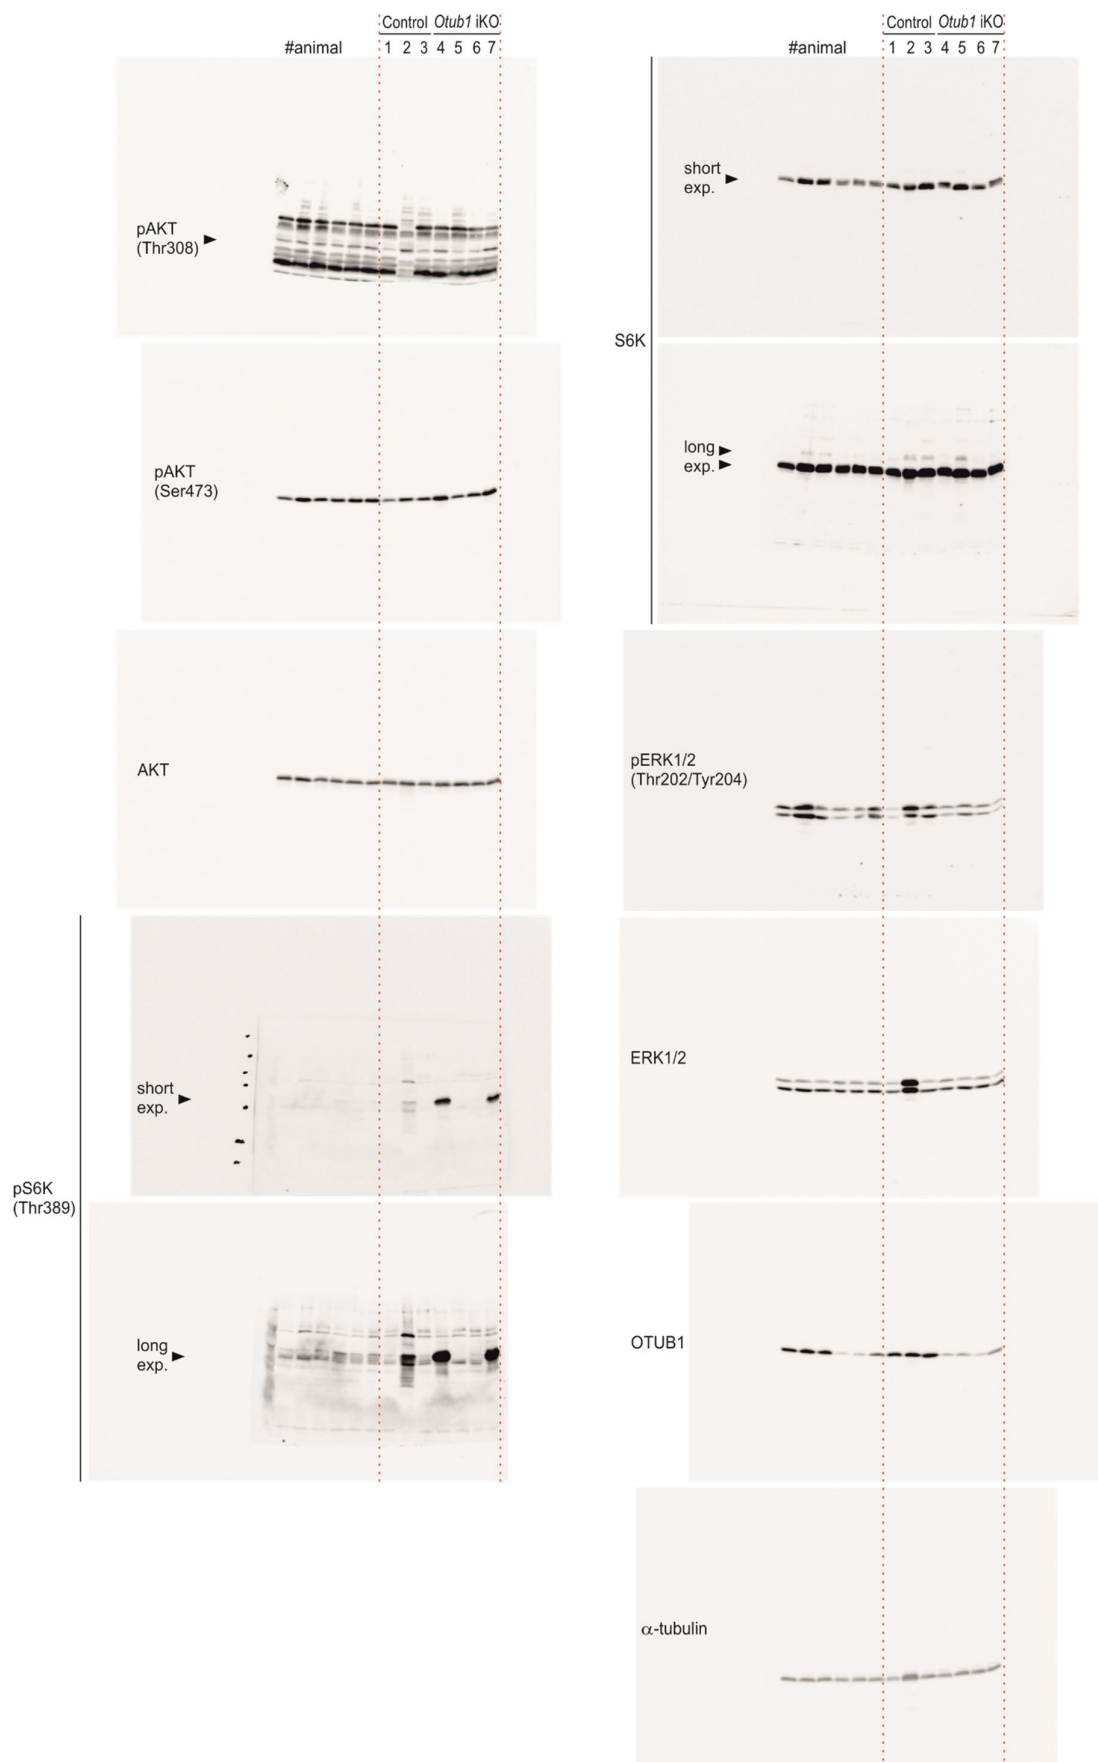 Control Otub1 iKO
#animal 1 2 3 4 5 6 7
pAKT
(Thr308)
pAKT
(Ser473)
AKT
short
exp.
pS6K
(Thr389)
long
exp.
Control Otub1 iKO
#animal 1 2 3 4 5 6 7
short
exp.
S6K
long
exp.
pERK1/2
(Thr202/Tyr204)
ERK1/2
OTUB1
α-tubulin